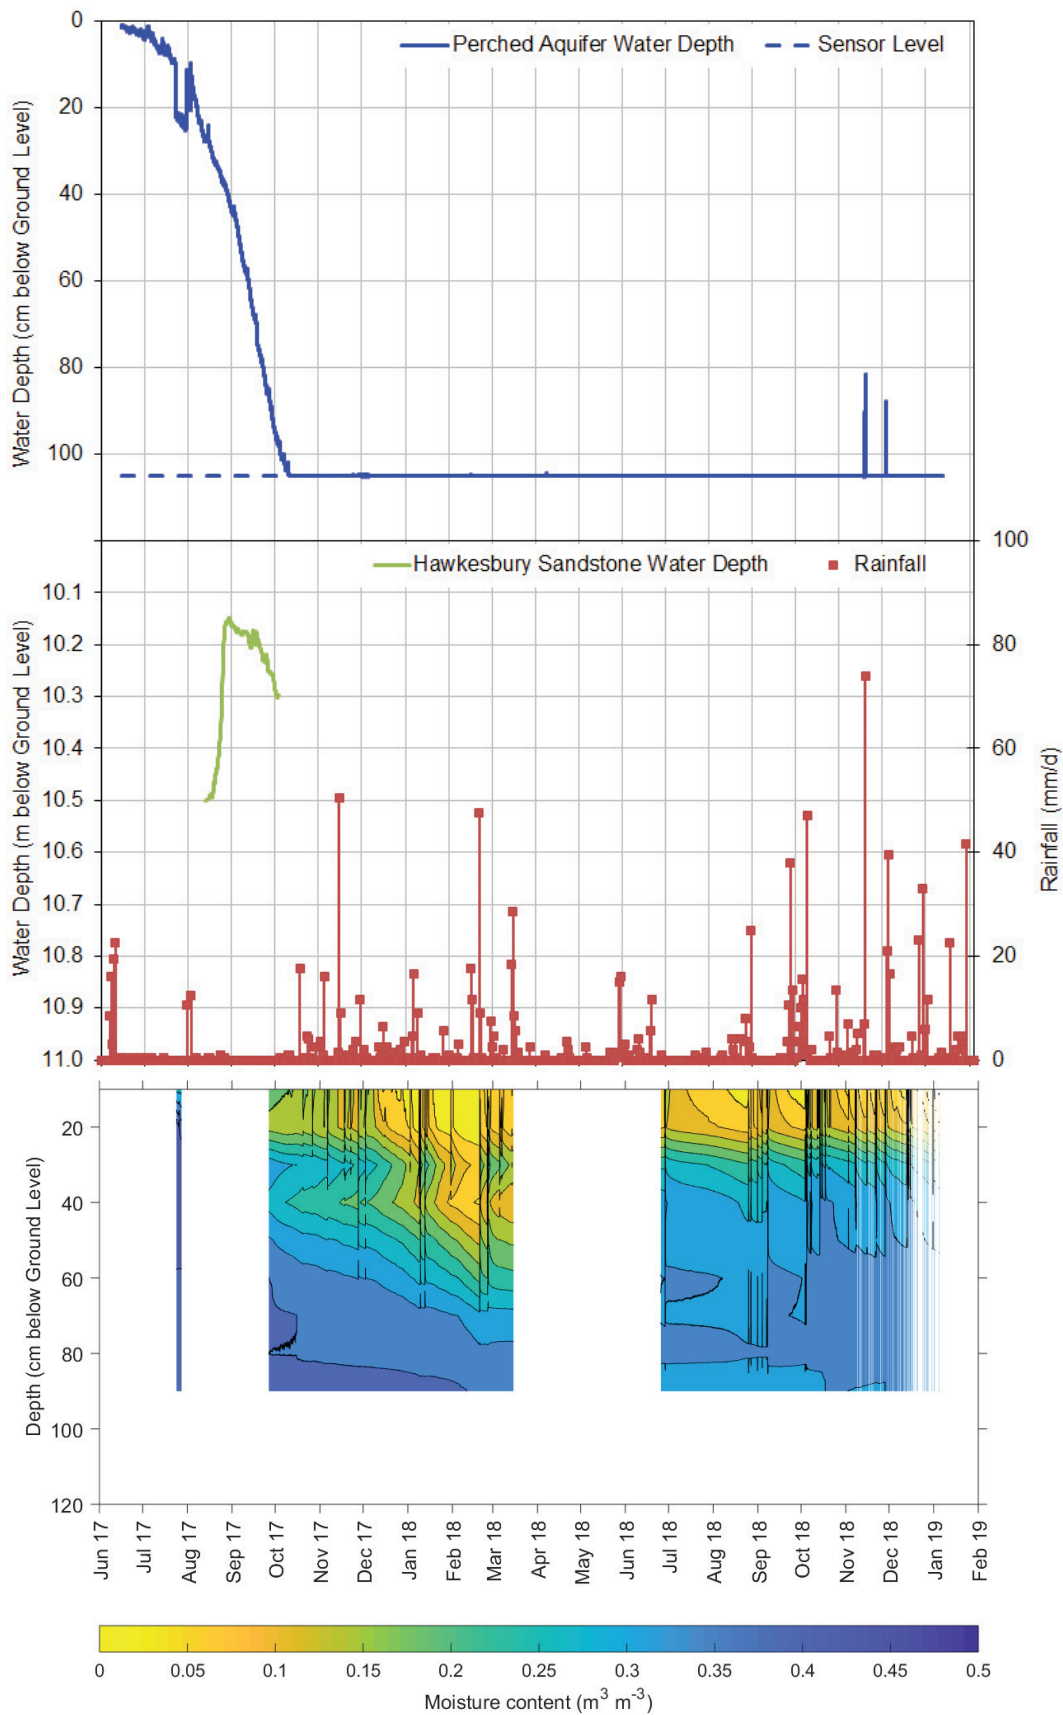 Perched Aquifer Water Depth
Sensor Level
Water Depth (cm below Ground Level)
0
20
40
60
80
100
Hawkesbury Sandstone Water Depth
Rainfall
Water Depth (m below Ground Level)
10.1
10.2
10.3
10.4
10.5
10.6
10.7
10.8
10.9
11.0
100
80
60
40
20
0
Rainfall (mm/d)
Depth (cm below Ground Level)
20
40
60
80
100
120
Jun 17
Jul 17
Aug 17
Sep 17
Oct 17
Nov 17
Dec 17
Jan 18
Feb 18
Mar 18
Apr 18
May 18
Jun 18
Jul 18
Aug 18
Sep 18
Oct 18
Nov 18
Dec 18
Jan 19
Feb 19
0 0.05 0.1 0.15 0.2 0.25 0.3 0.35 0.4 0.45 0.5
Moisture content (m³ m⁻³)